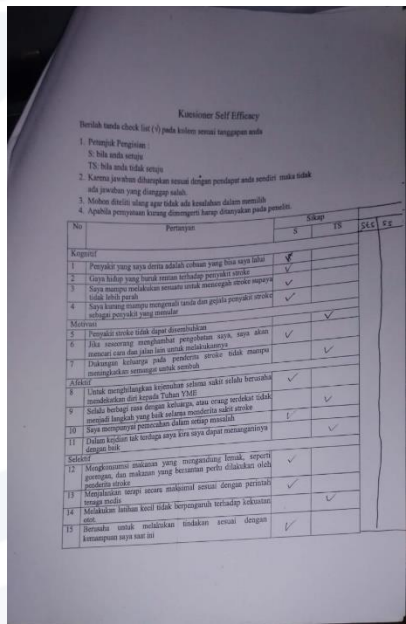 Kuesioner Self Efficacy
Berilah tanda check list (√) pada kolom sesuai tanggapan anda
1. Petunjuk Pengisian :
S: bila anda setuju
TS: bila anda tidak setuju
2. Karena jawaban diharapkan sesuai dengan pendapat anda sendiri maka tidak
ada jawaban yang dianggap salah.
3. Mohon diteliti ulang agar tidak ada kesalahan dalam memilih
4. Apabila pernyataan kurang dimengerti harap ditanyakan pada peneliti.
No Pertanyaan Sikap
S TS STS SS
Kognitif
1 Penyakit yang saya derita adalah cobaan yang bisa saya lalui ✓
2 Gaya hidup yang buruk rentan terhadap penyakit stroke ✓
3 Saya mampu melakukan sesuatu untuk mencegah stroke supaya ✓
tidak lebih parah
4 Saya kurang mampu mengenali tanda dan gejala penyakit stroke ✓
sebagai penyakit yang menular
Motivasi
5 Penyakit stroke tidak dapat disembuhkan ✓
6 Jika seseorang menghambat pengobatan saya, saya akan ✓
mencari cara dan jalan lain untuk melakukannya
7 Dukungan keluarga pada penderita stroke tidak mampu ✓
meningkatkan semangat untuk sembuh
Afektif
8 Untuk menghilangkan kejenuhan selama sakit selalu berusaha ✓
mendekatkan diri kepada Tuhan YME
9 Selalu berbagi rasa dengan keluarga, atau orang terdekat tidak ✓
menjadi langkah yang baik selama menderita sakit stroke
10 Saya mempunyai pemecahan dalam setiap masalah ✓
11 Dalam kejdian tak terduga saya kira saya dapat menanganinya ✓
dengan baik
Selektif
12 Mengkonsumsi makanan yang mengandung lemak, seperti ✓
gorengan, dan makanan yang bersantan perlu dilakukan oleh
penderita stroke
13 Menjalankan terapi secara maksimal sesuai dengan perintah ✓
tenaga medis
14 Melakukan latihan kecil tidak berpengaruh terhadap kekuatan ✓
otot.
15 Berusaha untuk melakukan tindakan sesuai dengan ✓
kemampuan saya saat ini